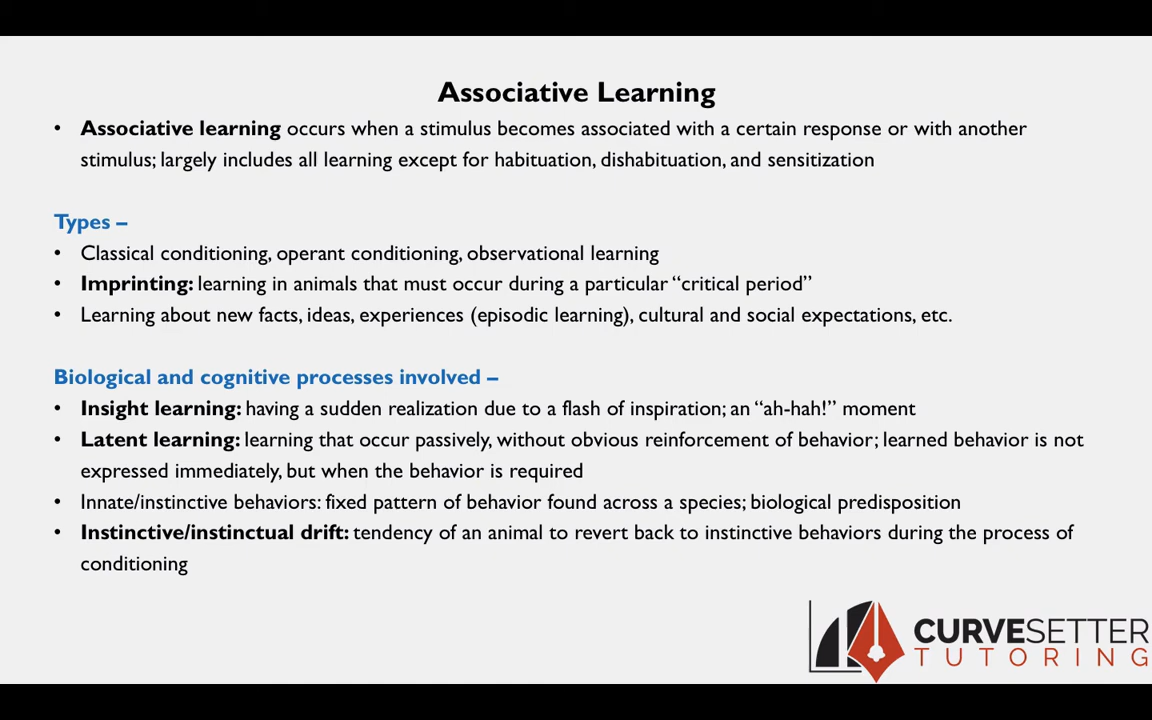 Associative Learning
• Associative learning occurs when a stimulus becomes associated with a certain response or with another
stimulus; largely includes all learning except for habituation, dishabituation, and sensitization
Types –
• Classical conditioning, operant conditioning, observational learning
• Imprinting: learning in animals that must occur during a particular “critical period”
• Learning about new facts, ideas, experiences (episodic learning), cultural and social expectations, etc.
Biological and cognitive processes involved –
• Insight learning: having a sudden realization due to a flash of inspiration; an “ah-hah!” moment
• Latent learning: learning that occur passively, without obvious reinforcement of behavior; learned behavior is not
expressed immediately, but when the behavior is required
• Innate/instinctive behaviors: fixed pattern of behavior found across a species; biological predisposition
• Instinctive/instinctual drift: tendency of an animal to revert back to instinctive behaviors during the process of
conditioning
CURVESETTER
TUTORING